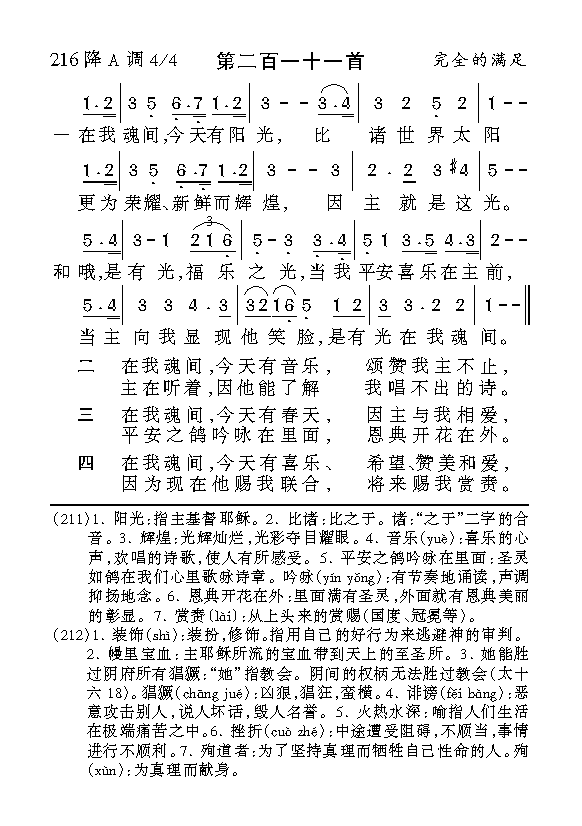 216 降 A 调 4/4 第二百一十一首 完全的满足
1·2 3 5 6·7 1·2 3 - - 3·4 3 2 5 2 1 - -
一 在我魂间,今天有阳光, 比 诸世界太阳
1·2 3 5 6·7 1·2 3 - - 3 2 · 2 3 #4 5 - -
更为荣耀、新鲜而辉煌, 因主就是这光。
3
5·4 3 - 1 2 1 6 5 - 3 3·4 5 1 3·5 4·3 2 - -
和哦,是有光,福乐之光,当我平安喜乐在主前,
5·4 3 3 4·3 32 16 5 1 2 3 3·2 2 1 - -
当主向我显现他笑脸,是有光在我魂间。
二 在我魂间,今天有音乐, 颂赞我主不止,
主在听着,因他能了解 我唱不出的诗。
三 在我魂间,今天有春天, 因主与我相爱,
平安之鸽吟咏在里面, 恩典开花在外。
四 在我魂间,今天有喜乐、 希望、赞美和爱,
因为现在他赐我联合, 将来赐我赏赉。
(211)1. 阳光:指主基督耶稣。2. 比诸:比之于。诸:“之于”二字的合
音。3. 辉煌:光辉灿烂,光彩夺目耀眼。4. 音乐(yuè):喜乐的心
声,欢唱的诗歌,使人有所感受。5. 平安之鸽吟咏在里面:圣灵
如鸽在我们心里歌咏诗章。吟咏(yín yǒng):有节奏地诵读,声调
抑扬地念。6. 恩典开花在外:里面满有圣灵,外面就有恩典美丽
的彰显。7. 赏赉(lài):从上头来的赏赐(国度、冠冕等)。
(212)1. 装饰(shì):装扮,修饰。指用自己的好行为来逃避神的审判。
2. 幔里宝血:主耶稣所流的宝血带到天上的至圣所。3. 她能胜
过阴府所有猖獗:“她”指教会。阴间的权柄无法胜过教会(太十
六 18)。猖獗(chāng jué):凶狠,猖狂,蛮横。4. 诽谤(fěi bàng):恶
意攻击别人,说人坏话,毁人名誉。5. 火热水深:喻指人们生活
在极端痛苦之中。6. 挫折(cuò zhé):中途遭受阻碍,不顺当,事情
进行不顺利。7. 殉道者:为了坚持真理而牺牲自己性命的人。殉
(xùn):为真理而献身。